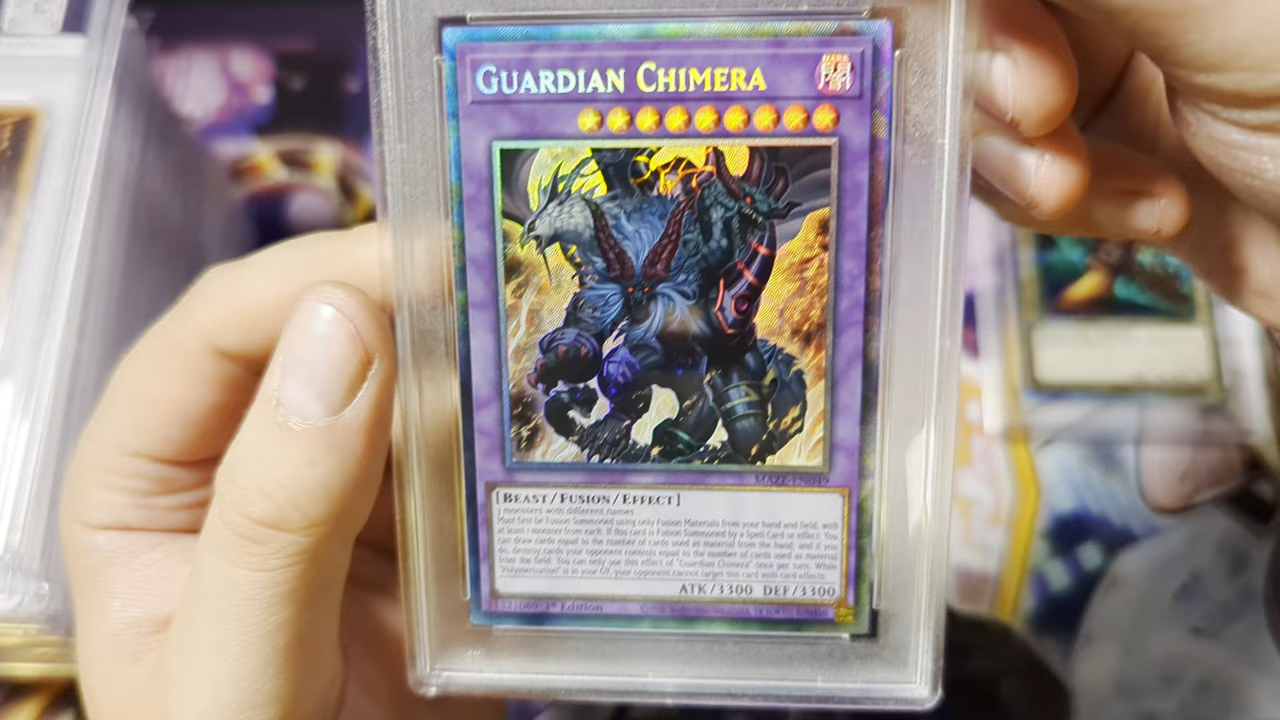 GUARDIAN CHIMERA
MAZE-EN049
[BEAST/FUSION/EFFECT]
3 monsters with different names
Must first be Fusion Summoned using only Fusion Materials from your hand and field, with
at least 1 monster from each. If this card is Fusion Summoned by a Spell Card or effect: You
can draw cards equal to the number of cards used as material from the hand, and if you
do, destroy cards your opponent controls equal to the number of cards used as material
from the field. You can only use this effect of "Guardian Chimera" once per turn. While
"Polymerization" is in your GY, your opponent cannot target this card with card effects.
ATK/3300 DEF/3300
1st Edition